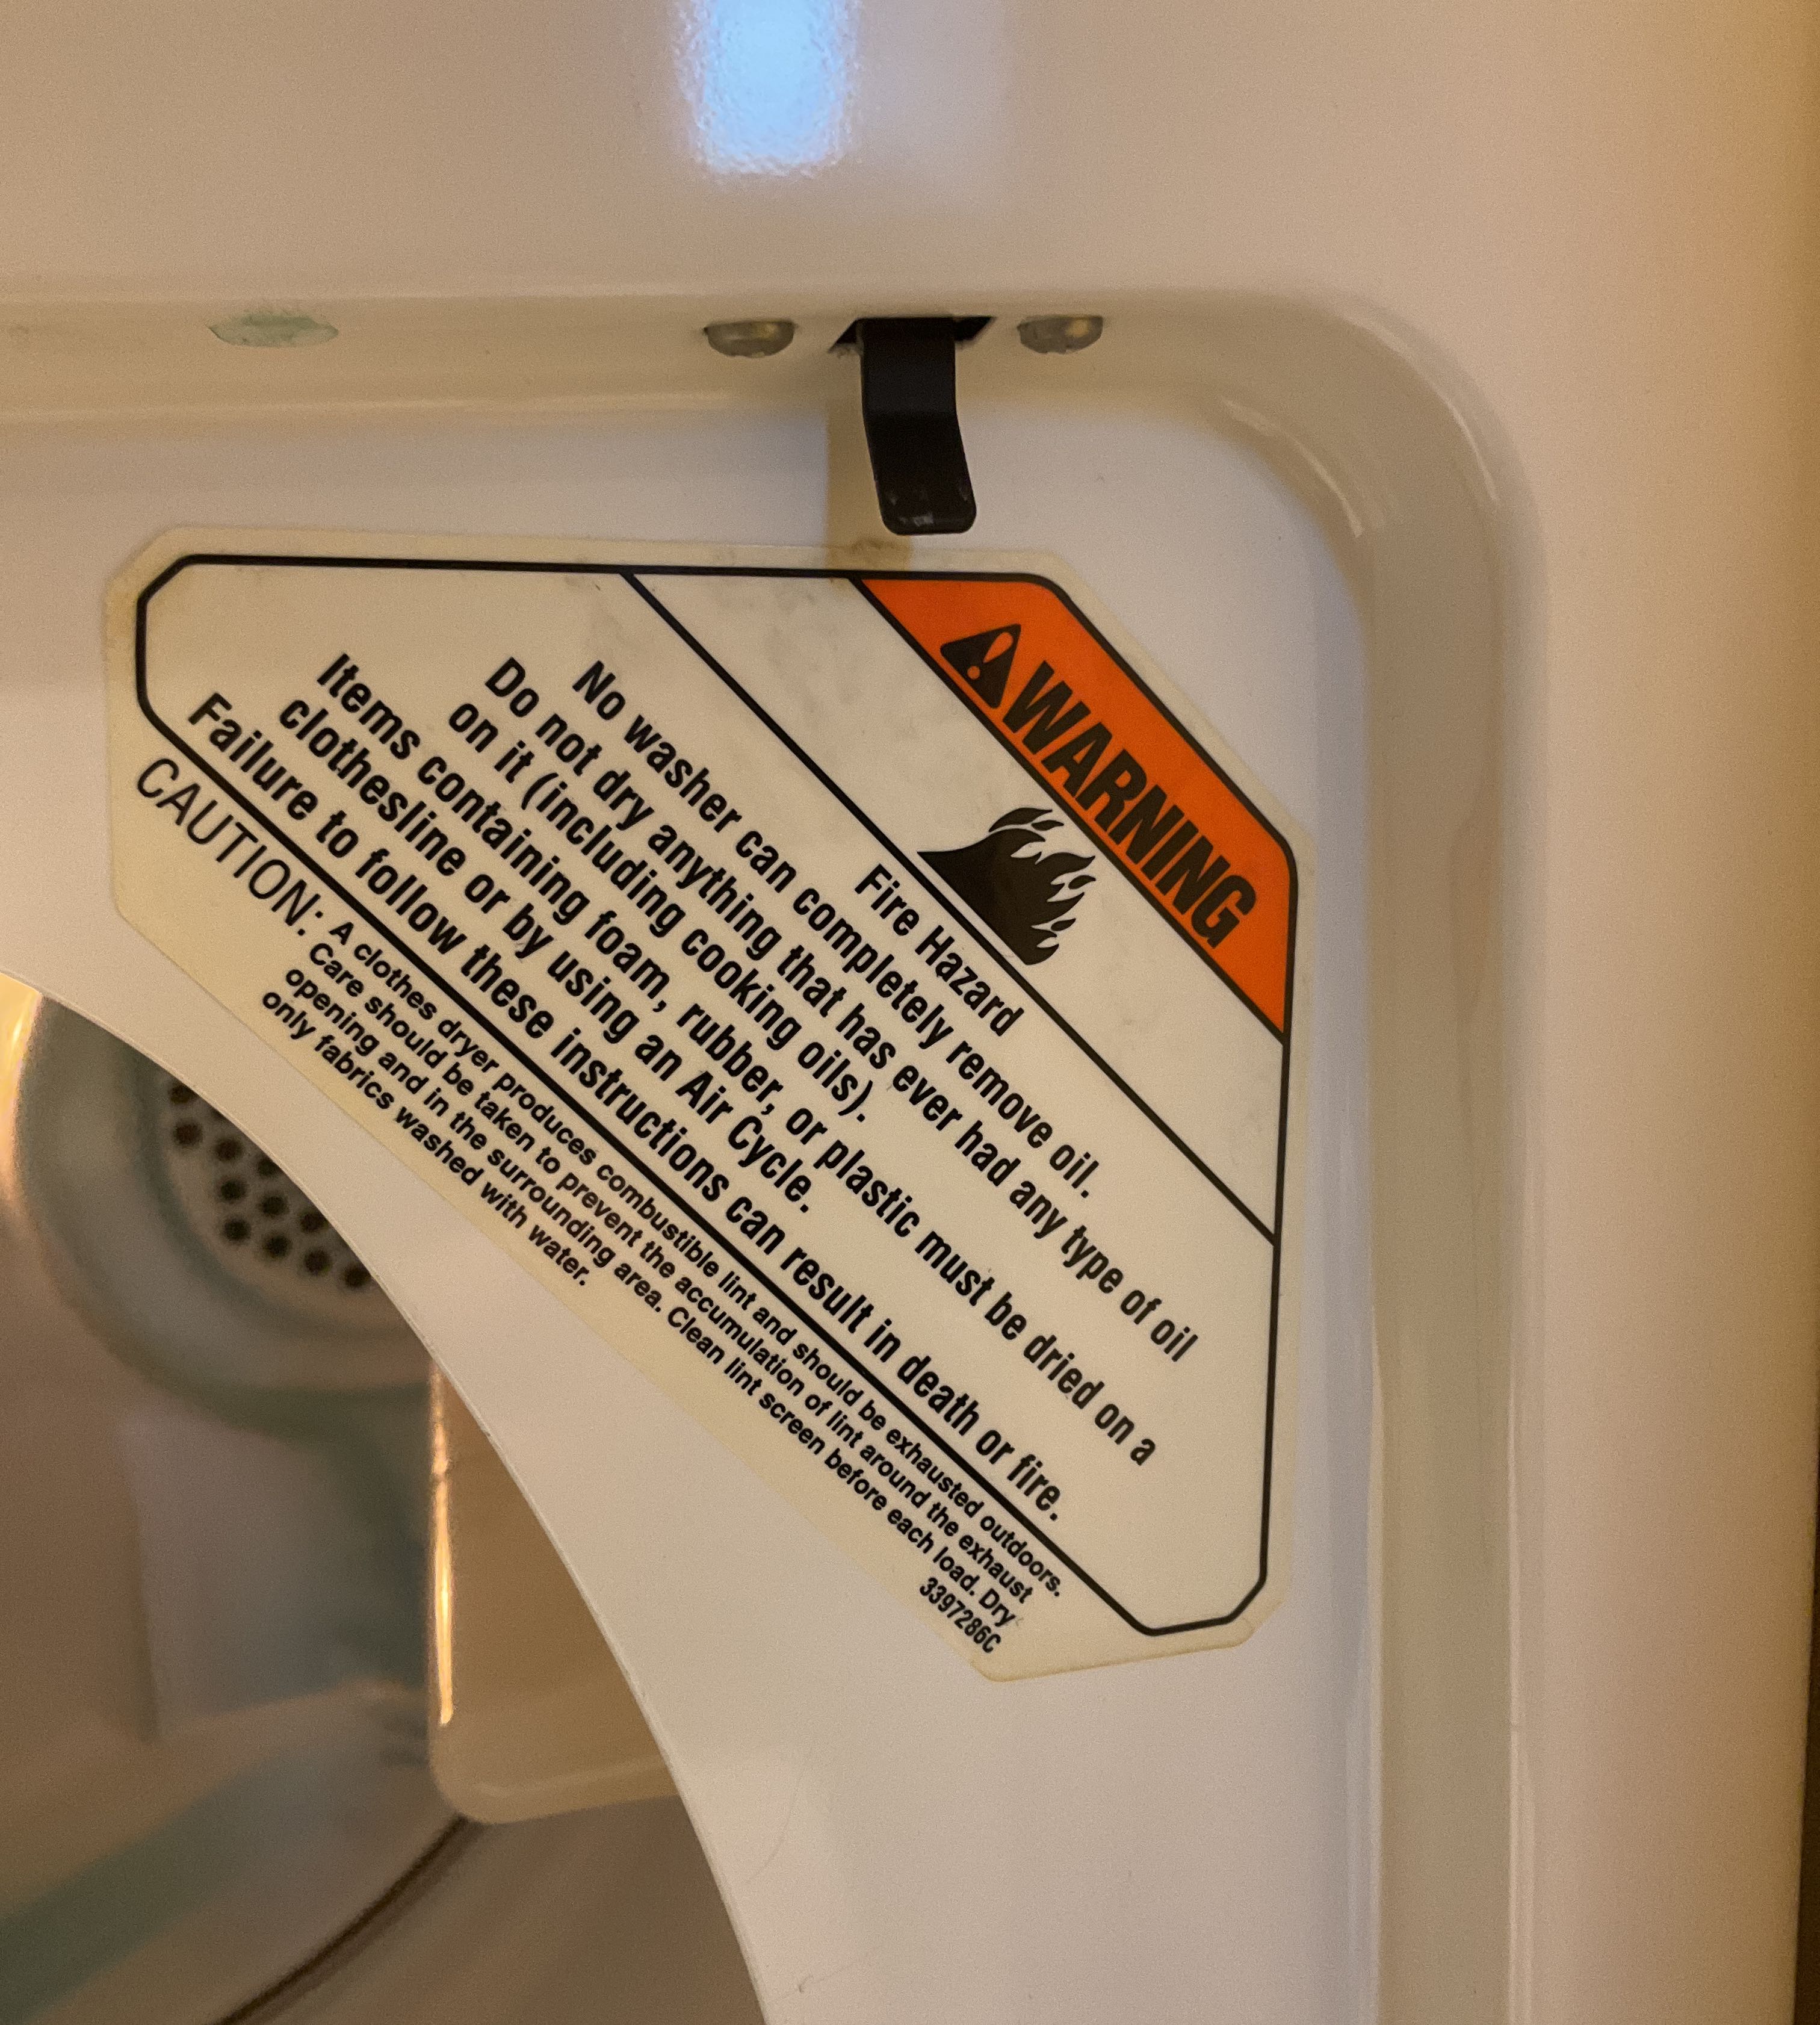 WARNING
Fire Hazard
No washer can completely remove oil.
Do not dry anything that has ever had any type of oil
on it (including cooking oils).
Items containing foam, rubber, or plastic must be dried on a
clothesline or by using an Air Cycle.
Failure to follow these instructions can result in death or fire.
CAUTION: A clothes dryer produces combustible lint and should be exhausted outdoors.
Care should be taken to prevent the accumulation of lint around the exhaust
opening and in the surrounding area. Clean lint screen before each load. Dry
only fabrics washed with water.
3397286C